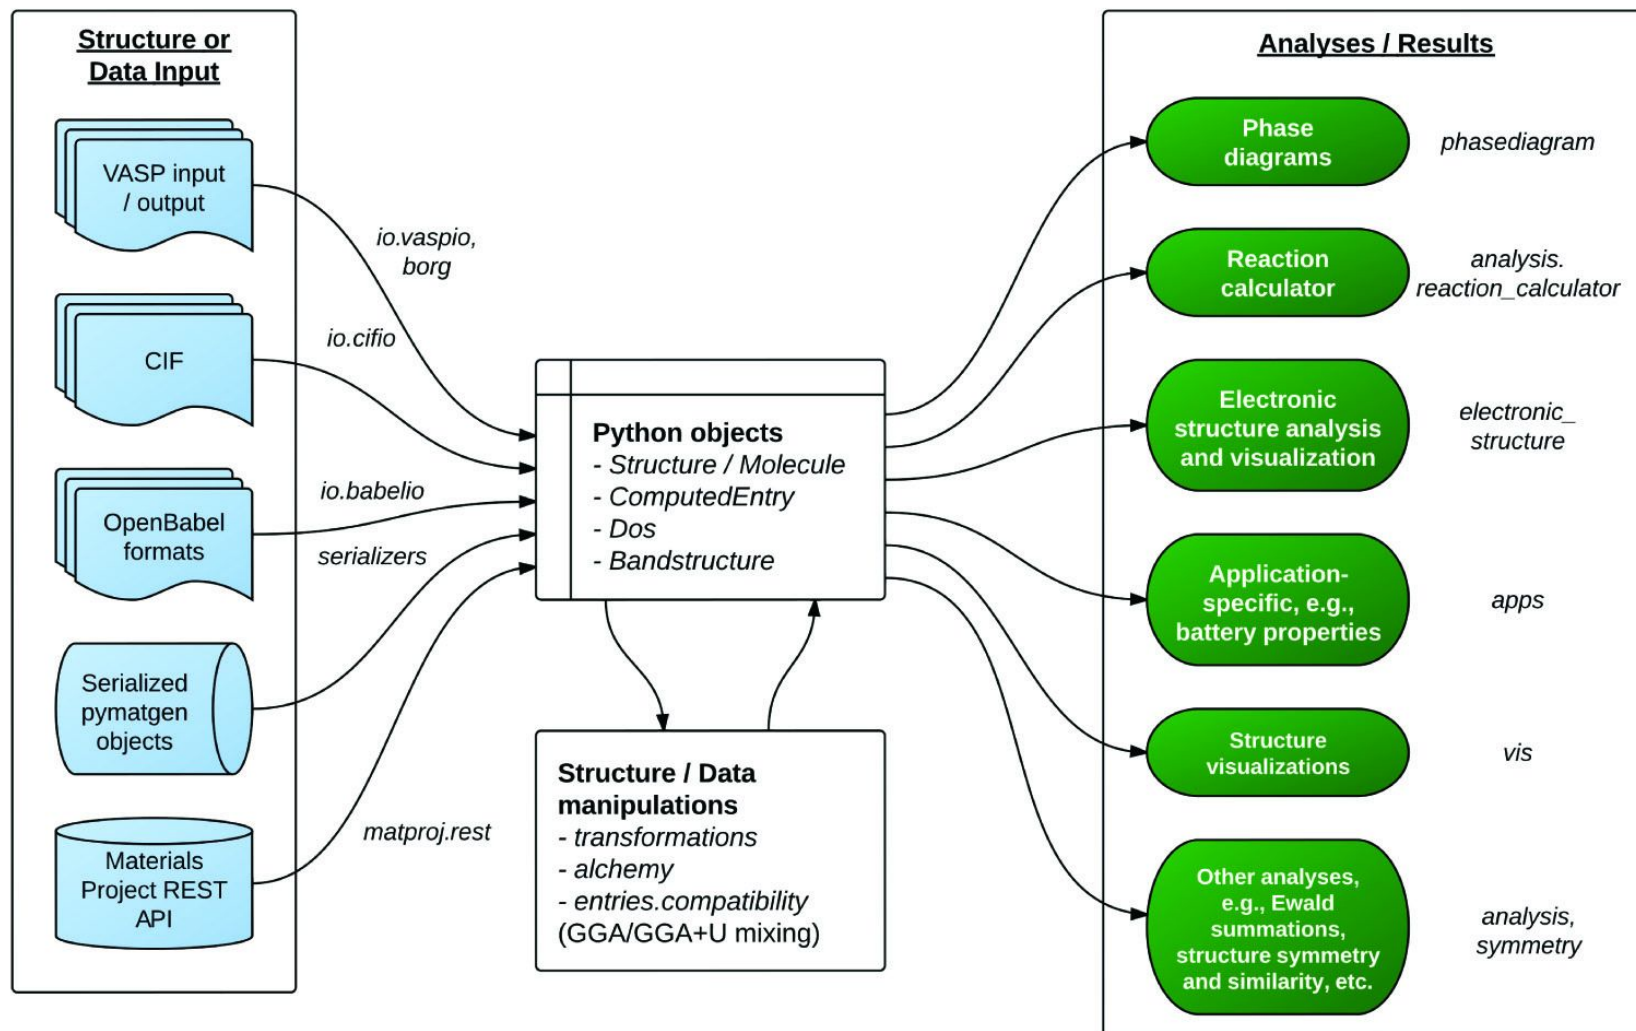 Structure or
Data Input
VASP input
/ output
CIF
OpenBabel
formats
Serialized
pymatgen
objects
Materials
Project REST
API
io.vaspio,
borg
io.cifio
io.babelio
serializers
matproj.rest
Python objects
- Structure / Molecule
- ComputedEntry
- Dos
- Bandstructure
Structure / Data
manipulations
- transformations
- alchemy
- entries.compatibility
(GGA/GGA+U mixing)
Analyses / Results
Phase
diagrams
phasediagram
Reaction
calculator
analysis.
reaction_calculator
Electronic
structure analysis
and visualization
electronic_
structure
Application-
specific, e.g.,
battery properties
apps
Structure
visualizations
vis
Other analyses,
e.g., Ewald
summations,
structure symmetry
and similarity, etc.
analysis,
symmetry